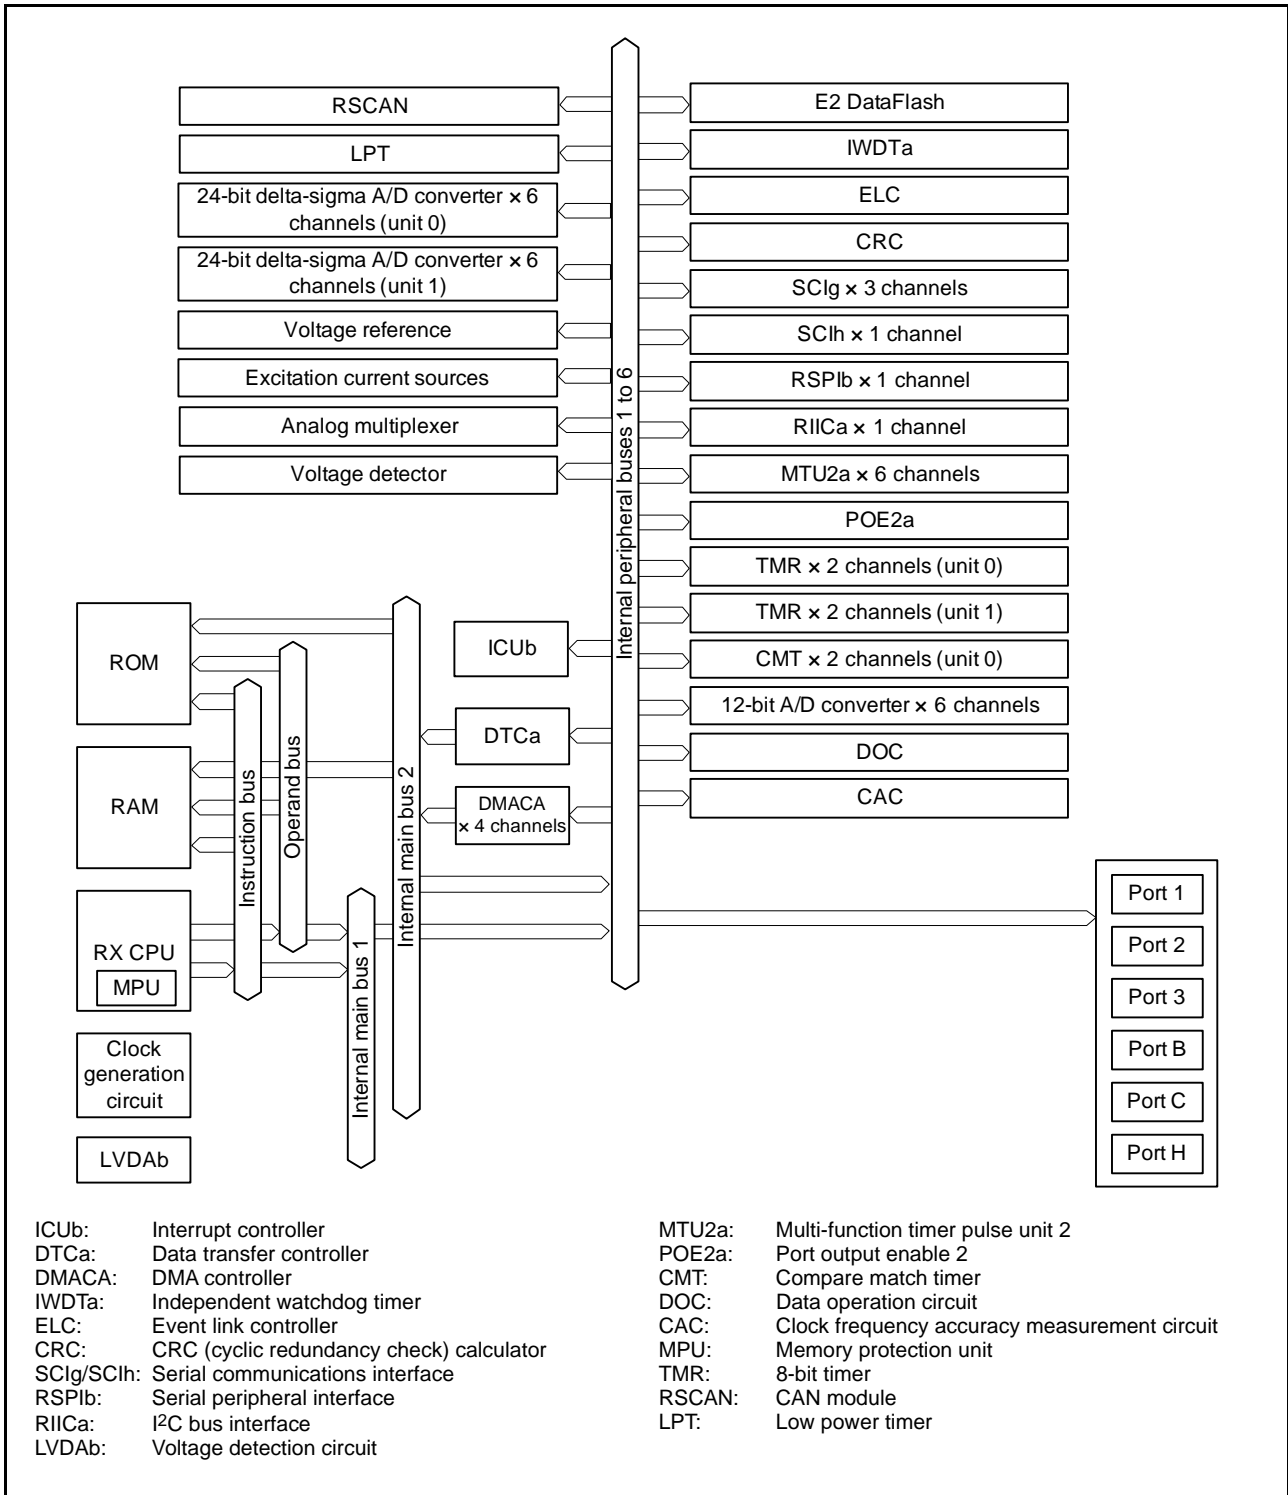 RSCAN
LPT
24-bit delta-sigma A/D converter × 6
channels (unit 0)
24-bit delta-sigma A/D converter × 6
channels (unit 1)
Voltage reference
Excitation current sources
Analog multiplexer
Voltage detector
Internal peripheral buses 1 to 6
E2 DataFlash
IWDTa
ELC
CRC
SCIg × 3 channels
SCIh × 1 channel
RSPIb × 1 channel
RIICa × 1 channel
MTU2a × 6 channels
POE2a
TMR × 2 channels (unit 0)
TMR × 2 channels (unit 1)
CMT × 2 channels (unit 0)
12-bit A/D converter × 6 channels
DOC
CAC
ROM
RAM
RX CPU
MPU
Clock
generation
circuit
LVDAb
Instruction bus
Operand bus
Internal main bus 1
Internal main bus 2
ICUb
DTCa
DMACA
× 4 channels
Port 1
Port 2
Port 3
Port B
Port C
Port H
ICUb: Interrupt controller
DTCa: Data transfer controller
DMACA: DMA controller
IWDTa: Independent watchdog timer
ELC: Event link controller
CRC: CRC (cyclic redundancy check) calculator
SCIg/SCIh: Serial communications interface
RSPIb: Serial peripheral interface
RIICa: I²C bus interface
LVDAb: Voltage detection circuit
MTU2a: Multi-function timer pulse unit 2
POE2a: Port output enable 2
CMT: Compare match timer
DOC: Data operation circuit
CAC: Clock frequency accuracy measurement circuit
MPU: Memory protection unit
TMR: 8-bit timer
RSCAN: CAN module
LPT: Low power timer